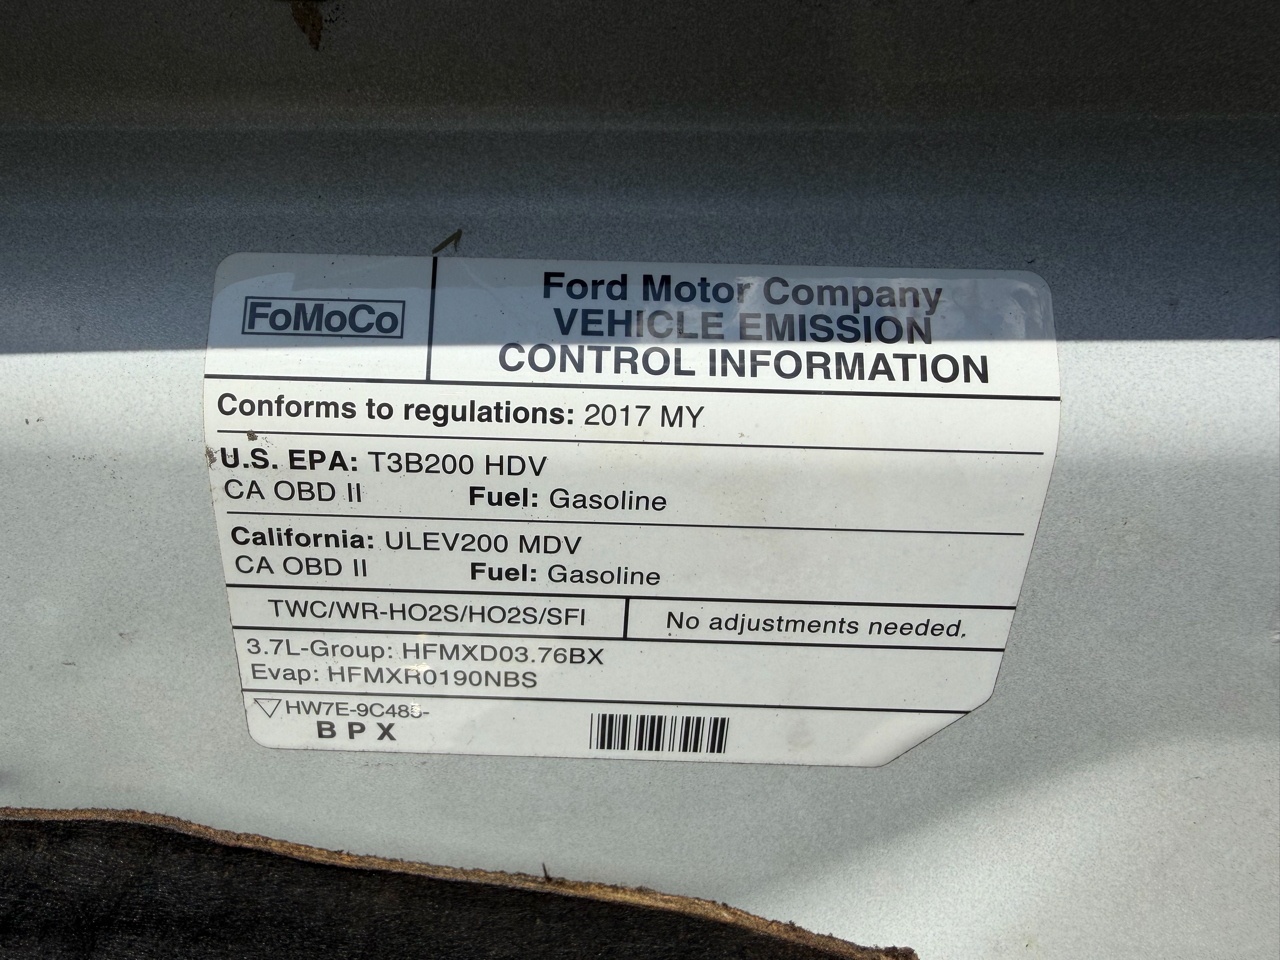 FoMoCo
Ford Motor Company
VEHICLE EMISSION
CONTROL INFORMATION
Conforms to regulations: 2017 MY
U.S. EPA: T3B200 HDV
CA OBD II Fuel: Gasoline
California: ULEV200 MDV
CA OBD II Fuel: Gasoline
TWC/WR-HO2S/HO2S/SFI
No adjustments needed.
3.7L-Group: HFMXD03.76BX
Evap: HFMXR0190NBS
HW7E-9C485-
B P X